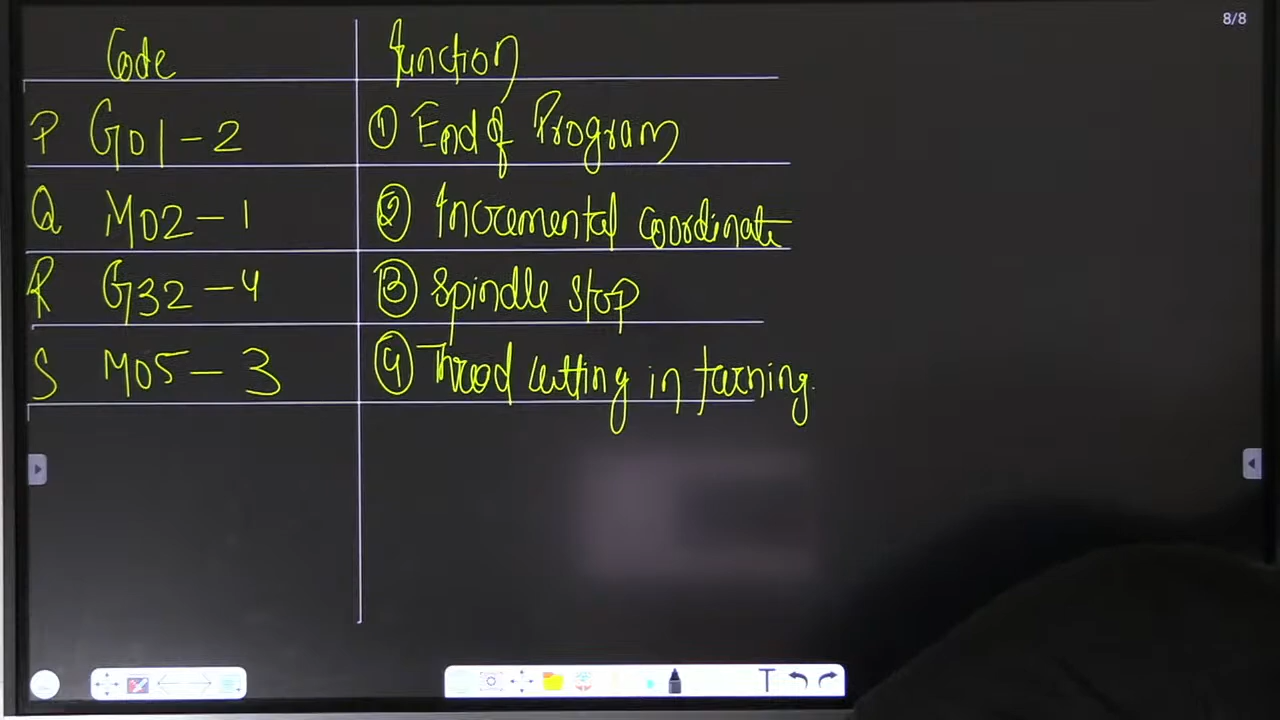 8/8
Code function
P G01-2 ① End of Program
Q M02-1 ② Incremental coordinate
R G32-4 ③ Spindle stop
S M05-3 ④ Thread cutting in turning.
T